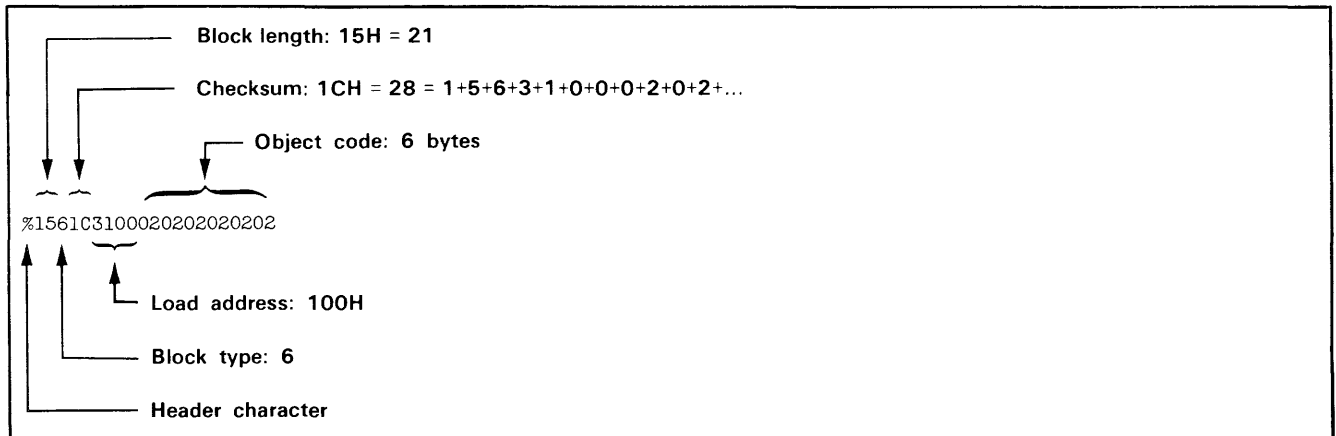 Block length: 15H = 21
Checksum: 1CH = 28 = 1+5+6+3+1+0+0+0+2+0+2+...
Object code: 6 bytes
%1561C3100020202020202
Load address: 100H
Block type: 6
Header character